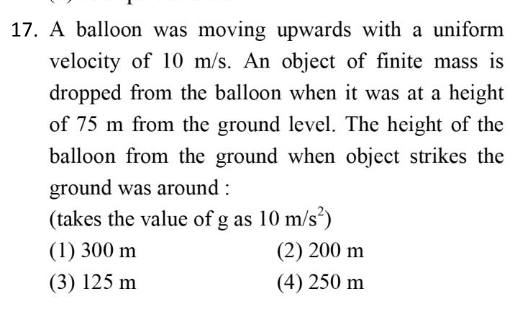 17. A balloon was moving upwards with a uniform
velocity of 10 m/s. An object of finite mass is
dropped from the balloon when it was at a height
of 75 m from the ground level. The height of the
balloon from the ground when object strikes the
ground was around :
(takes the value of g as 10 m/s²)
(1) 300 m (2) 200 m
(3) 125 m (4) 250 m